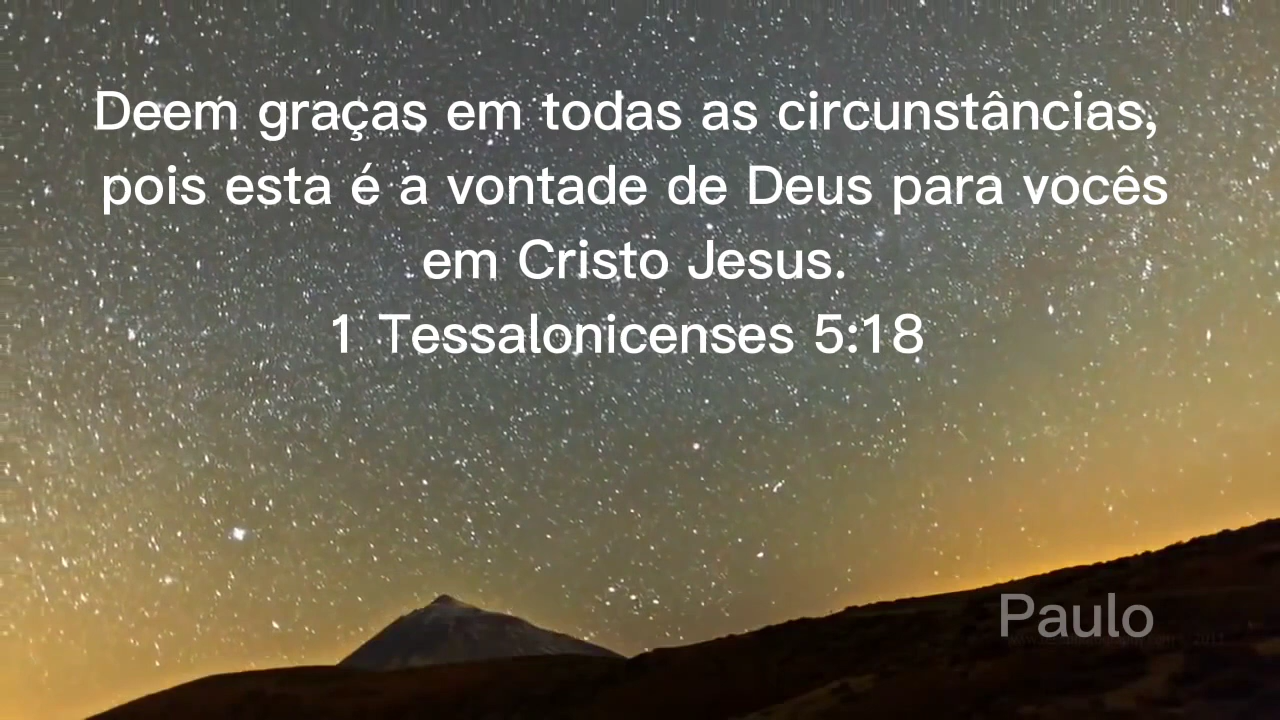 Deem graças em todas as circunstâncias,
pois esta é a vontade de Deus para vocês
em Cristo Jesus.
1 Tessalonicenses 5:18
Paulo